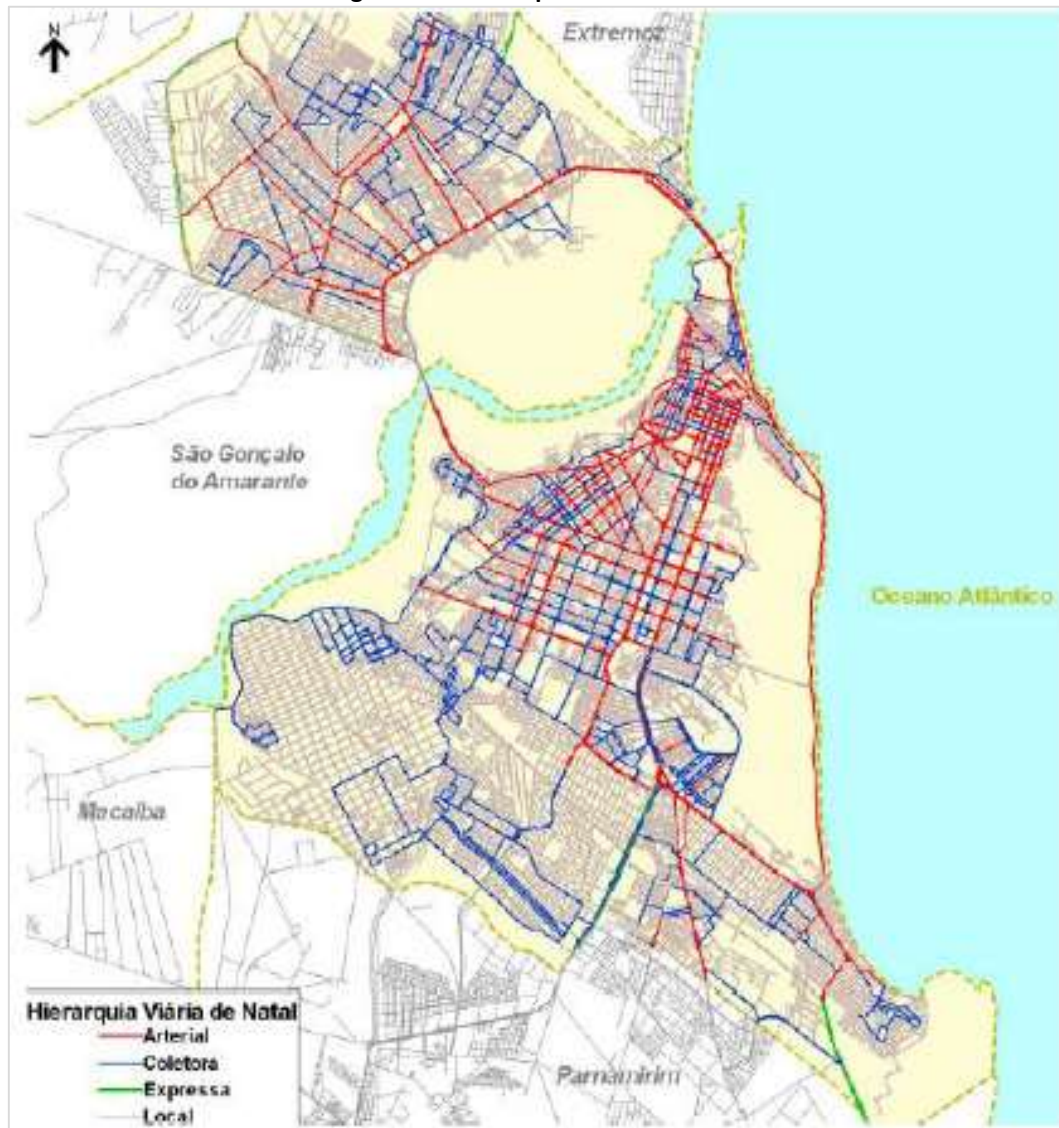 N
Extremoz
São Gonçalo
do Amarante
Oceano Atlântico
Macaíba
Parnamirim
Hierarquia Viária de Natal
Arterial
Coletora
Expressa
Local